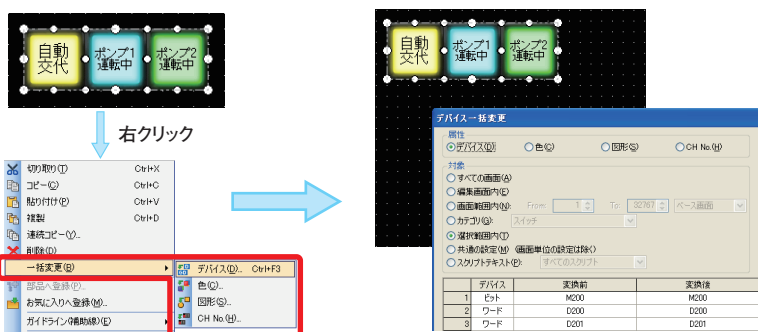 自動
交代
ポンプ1
運転中
ポンプ2
運転中
右クリック
切り取り(T) Ctrl+X
コピー(C) Ctrl+C
貼り付け(P) Ctrl+V
複製 Ctrl+D
連続コピー(Y)...
削除(D)
一括変更(B)
部品へ登録(P)...
お気に入りへ登録(M)...
ガイドライン(補助線)(E)
デバイス(D)... Ctrl+F3
色(C)...
図形(S)...
CH No.(H)...
自動
交代
ポンプ1
運転中
ポンプ2
運転中
デバイス一括変更
属性
デバイス(D) 色(C) 図形(S) CH No.(H)
対象
すべての画面(A)
編集画面内(E)
画面範囲内(N): From: 1 To: 32767 ベース画面
カテゴリ(G): スイッチ
選択範囲内(T)
共通の設定(M) (画面単位の設定は除く)
スクリプトテキスト(P): すべてのスクリプト
デバイス 変換前 変換後
1 ビット M200 M200
2 ワード D200 D200
3 ワード D201 D201